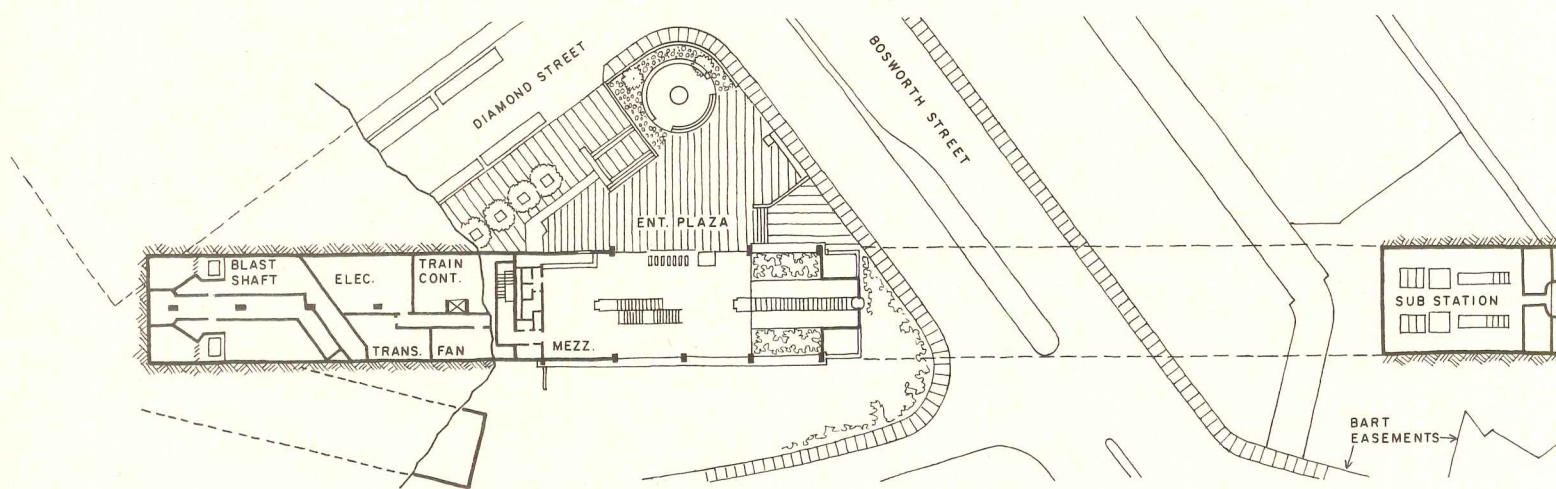 DIAMOND STREET
BOSWORTH STREET
ENT. PLAZA
BLAST
SHAFT
ELEC.
TRAIN
CONT.
TRANS.
FAN
MEZZ.
SUB STATION
BART
EASEMENTS